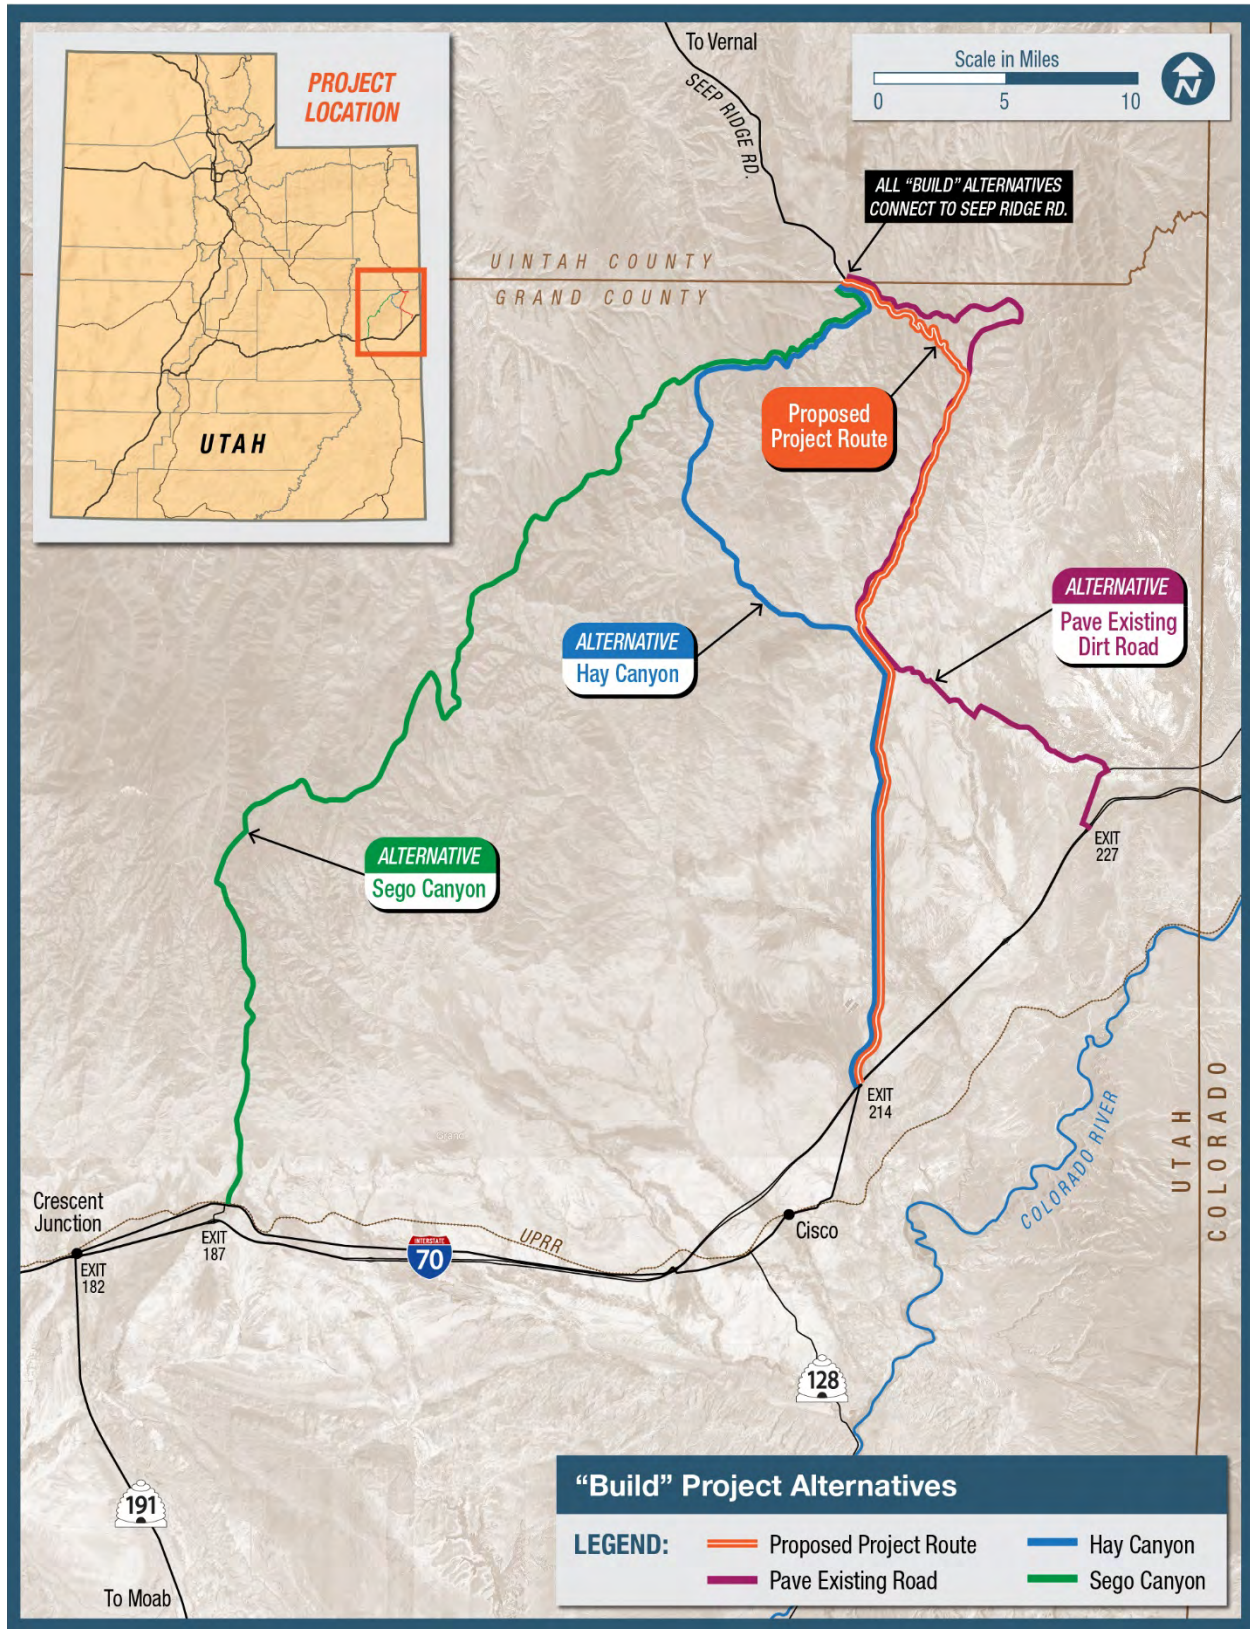 PROJECT
LOCATION
UTAH
To Vernal
SEEP RIDGE RD.
Scale in Miles
0 5 10
N
ALL “BUILD” ALTERNATIVES
CONNECT TO SEEP RIDGE RD.
UINTAH COUNTY
GRAND COUNTY
Proposed
Project Route
ALTERNATIVE
Pave Existing
Dirt Road
ALTERNATIVE
Hay Canyon
ALTERNATIVE
Sego Canyon
EXIT
227
EXIT
214
UTAH
COLORADO
COLORADO RIVER
Crescent
Junction
EXIT
182
EXIT
187
INTERSTATE
70
UPRR
Cisco
128
191
To Moab
“Build” Project Alternatives
LEGEND:
Proposed Project Route
Hay Canyon
Pave Existing Road
Sego Canyon